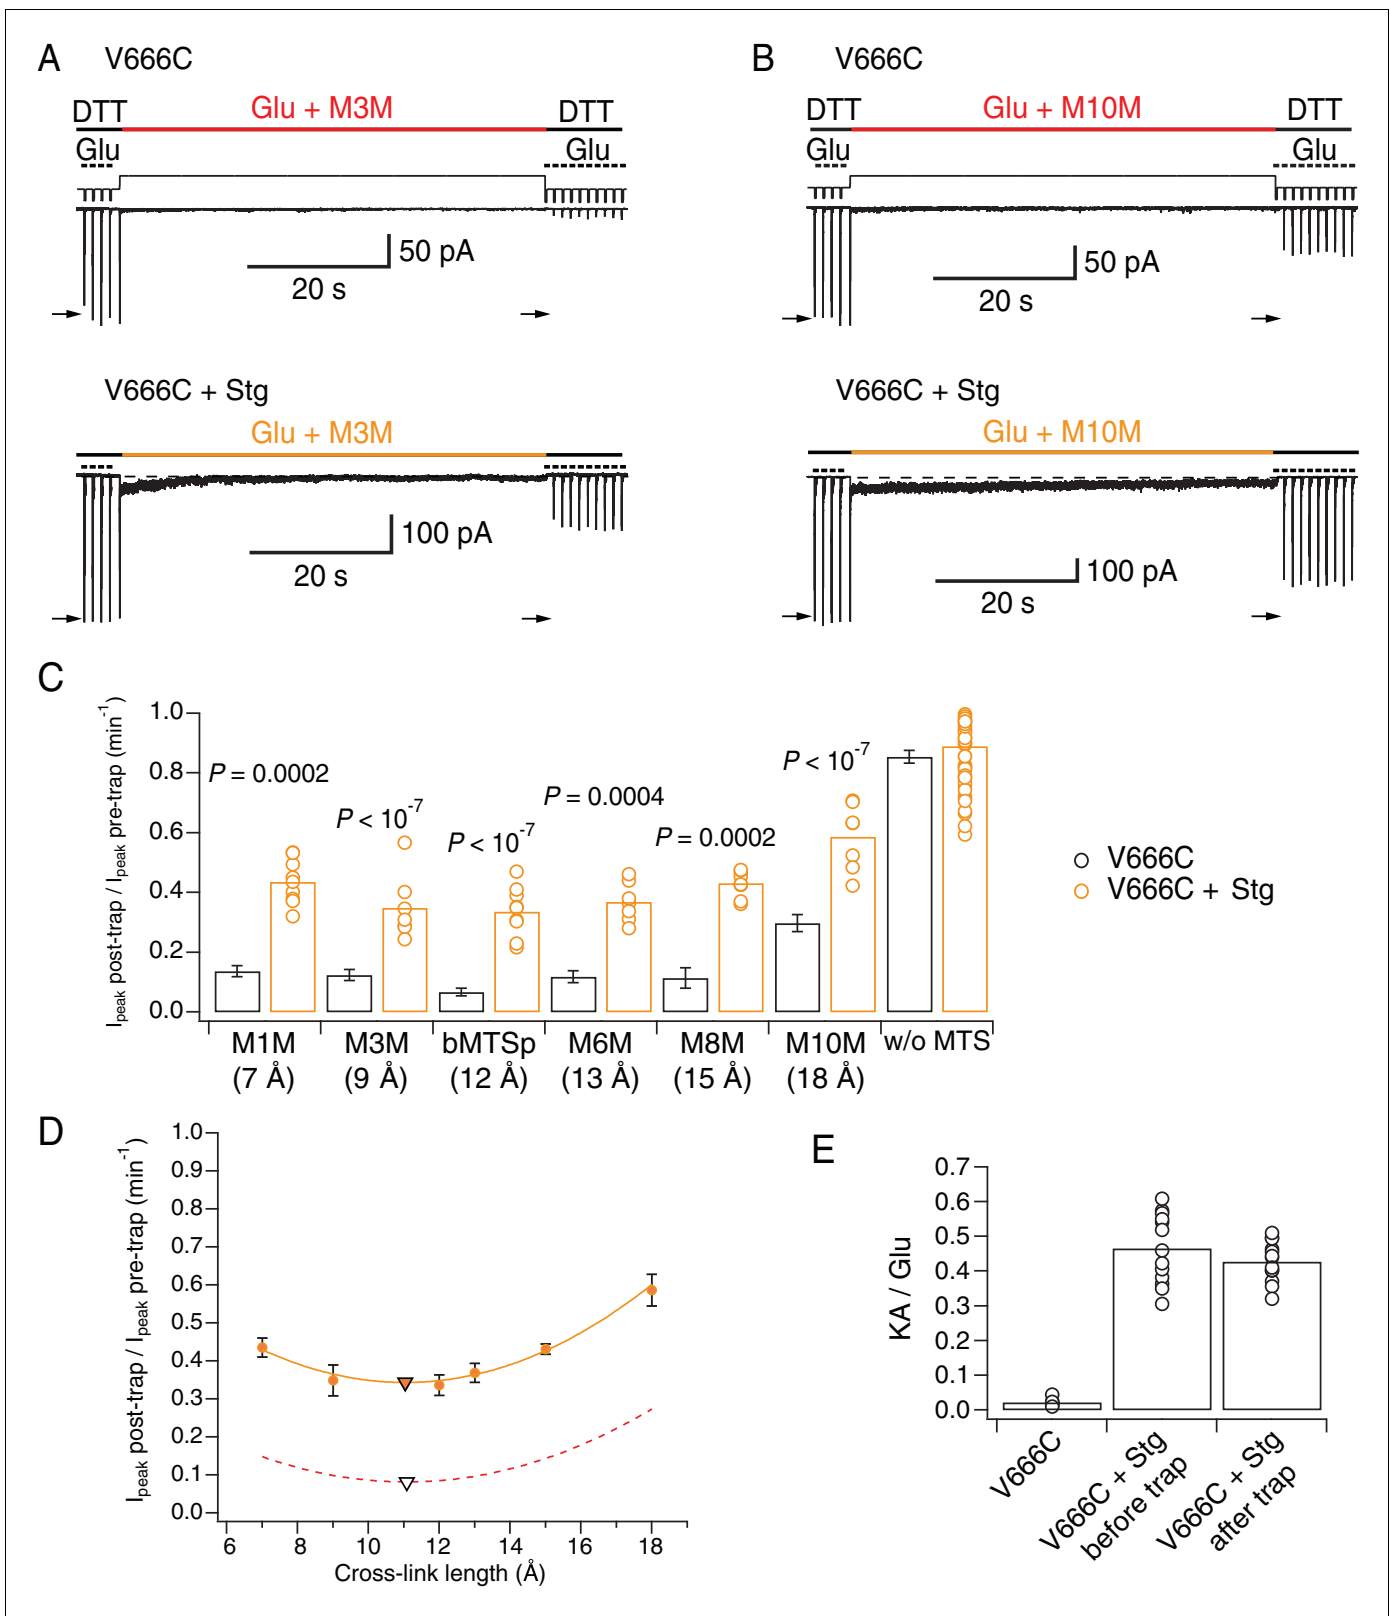 A V666C
DTT Glu + M3M DTT
Glu Glu
50 pA
20 s
V666C + Stg
Glu + M3M
100 pA
20 s
B V666C
DTT Glu + M10M DTT
Glu Glu
50 pA
20 s
V666C + Stg
Glu + M10M
100 pA
20 s
C
I peak post-trap / I peak pre-trap (min-1)
1.0
0.8
0.6
0.4
0.2
0.0
P = 0.0002
P < 10-7
P < 10-7
P = 0.0004
P = 0.0002
P < 10-7
M1M M3M bMTSp M6M M8M M10M w/o MTS
(7 Å) (9 Å) (12 Å) (13 Å) (15 Å) (18 Å)
V666C
V666C + Stg
D
I peak post-trap / I peak pre-trap (min-1)
1.0
0.9
0.8
0.7
0.6
0.5
0.4
0.3
0.2
0.1
0.0
6 8 10 12 14 16 18
Cross-link length (Å)
E
KA / Glu
0.7
0.6
0.5
0.4
0.3
0.2
0.1
0.0
V666C
V666C + Stg
before trap
V666C + Stg
after trap